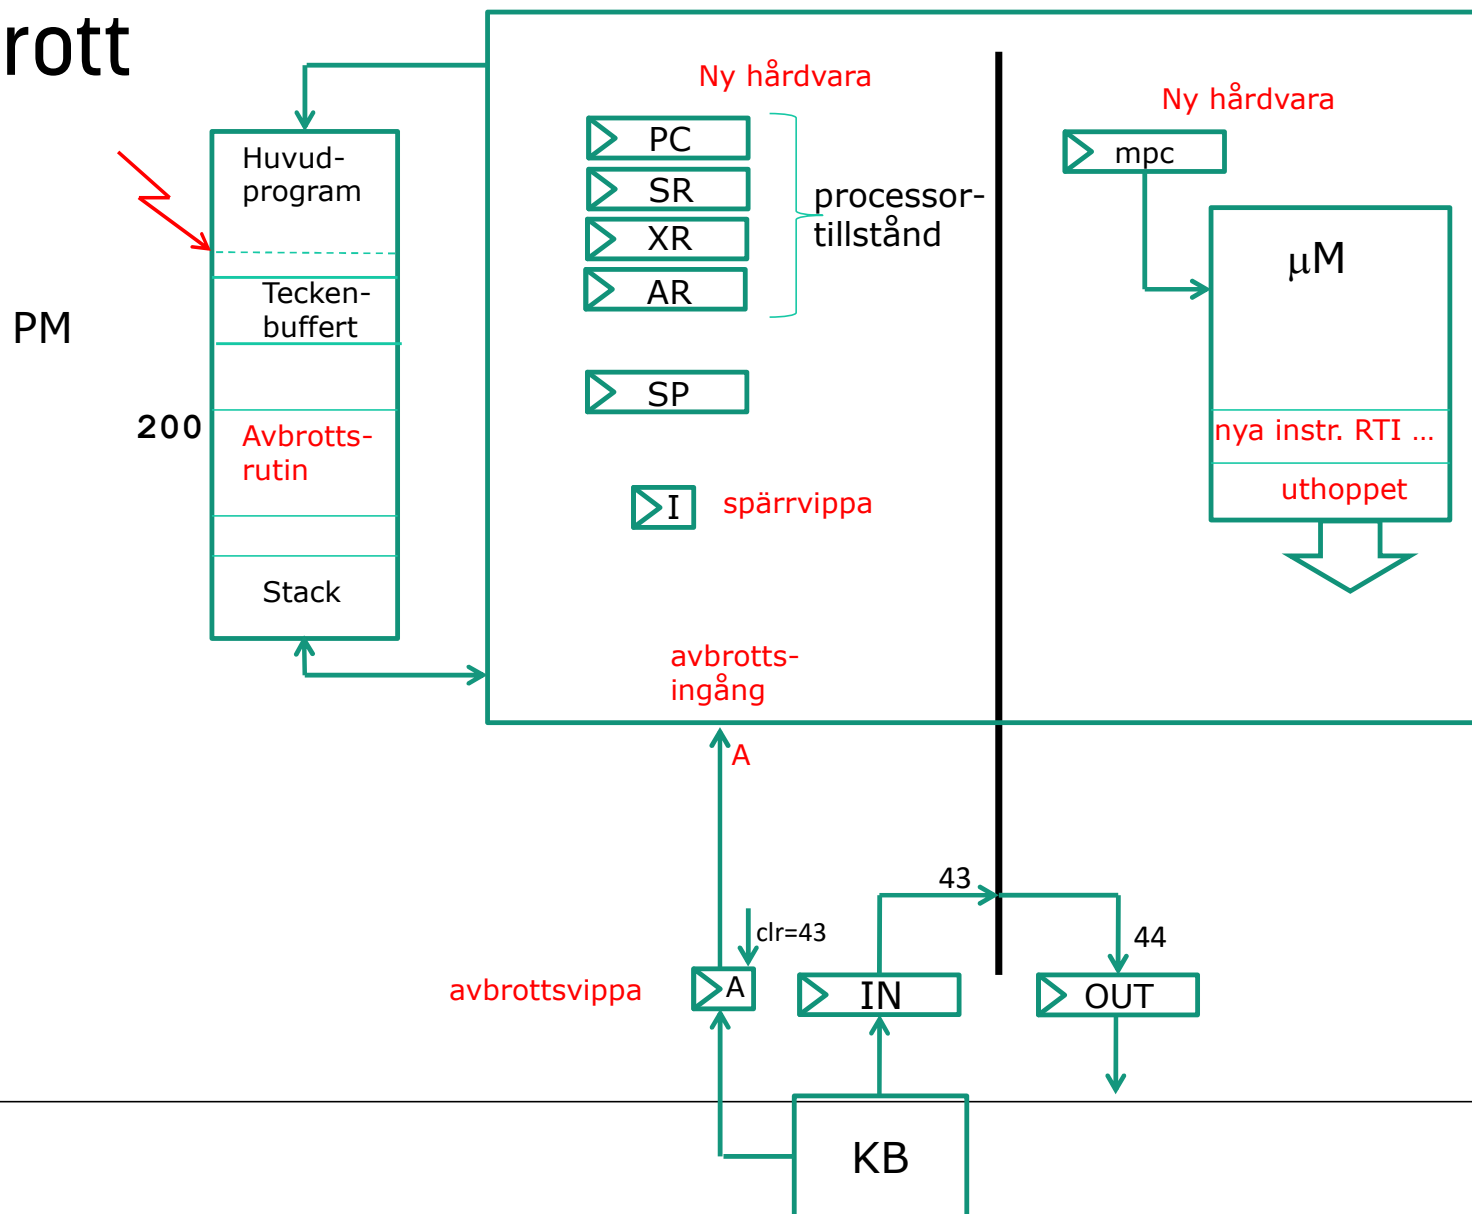 rott
Ny hårdvara
Ny hårdvara
Huvud-
program
PC
SR
XR
AR
processor-
tillstånd
mpc
μM
Tecken-
buffert
PM
SP
200
Avbrotts-
rutin
nya instr. RTI ...
uthoppet
I
spärrvippa
Stack
avbrotts-
ingång
A
43
clr=43
44
avbrottsvippa
A
IN
OUT
KB